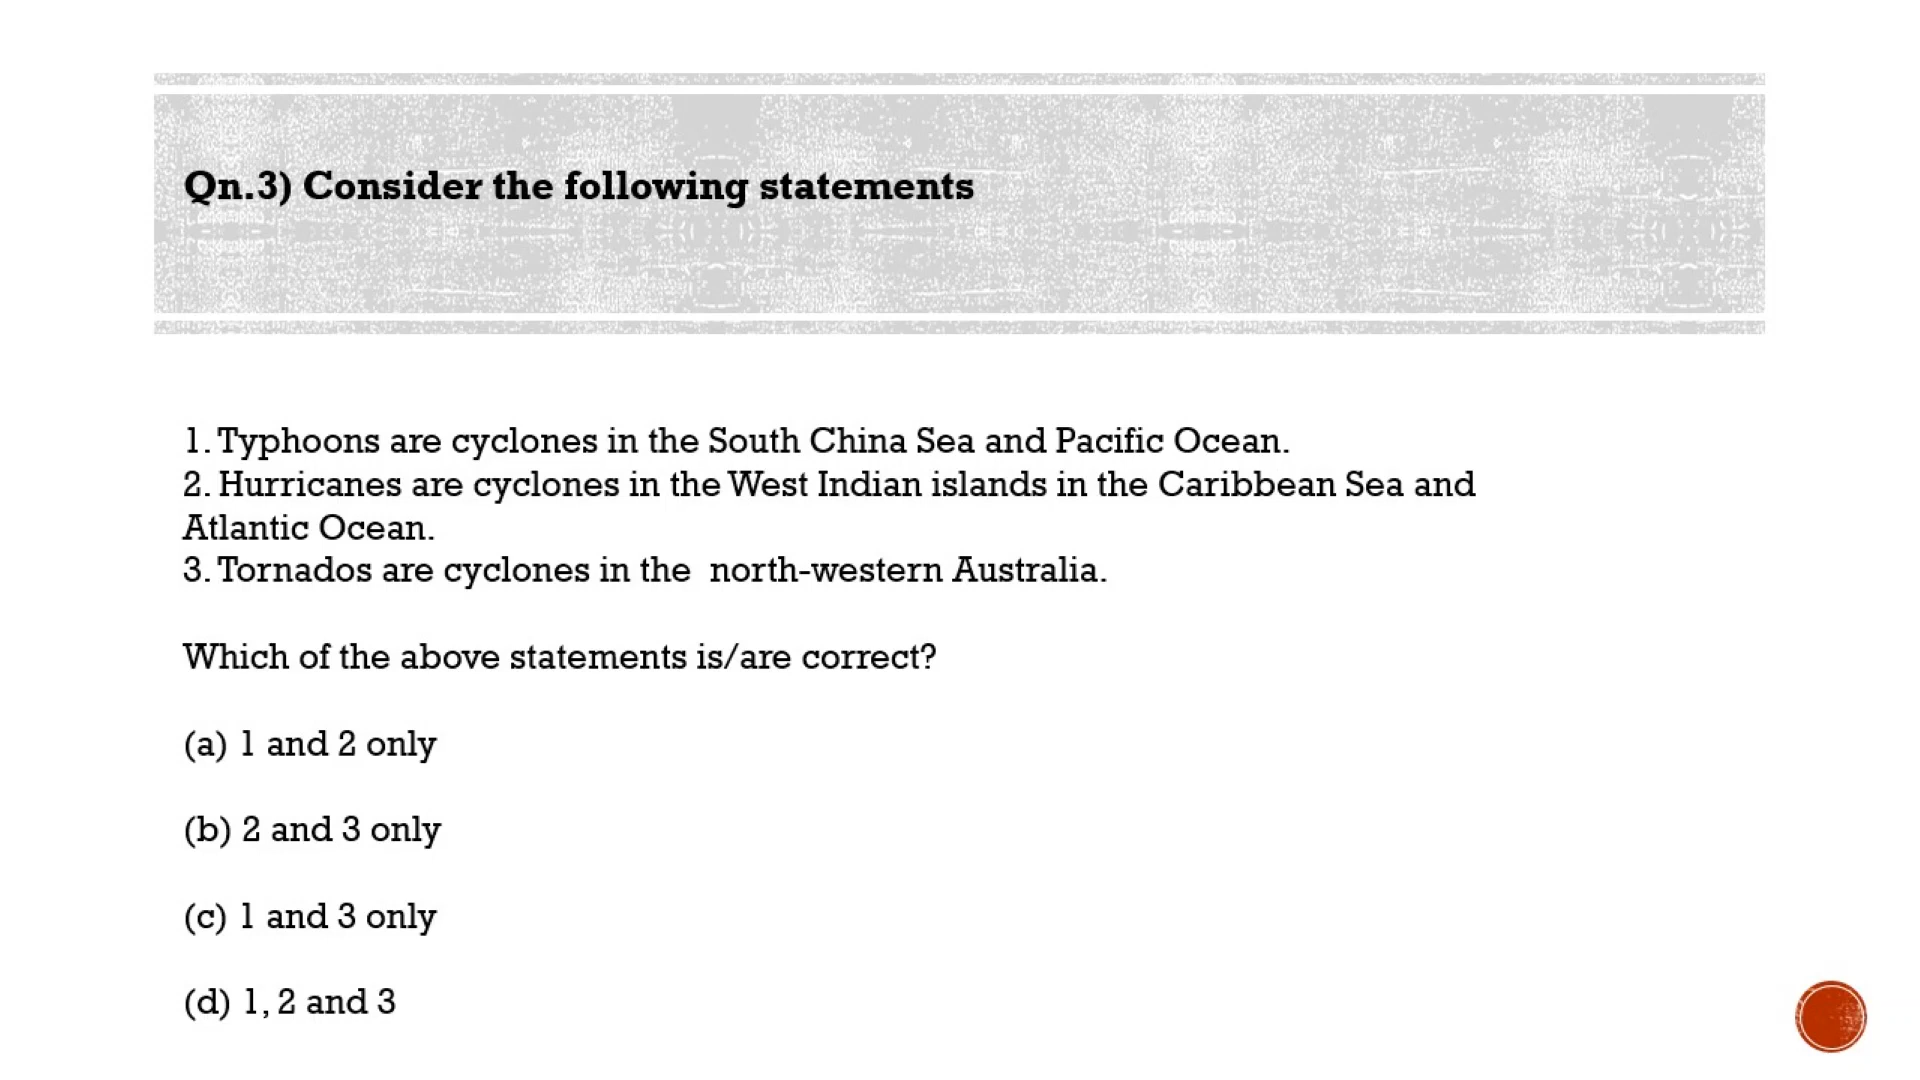 Qn.3) Consider the following statements
1. Typhoons are cyclones in the South China Sea and Pacific Ocean.
2. Hurricanes are cyclones in the West Indian islands in the Caribbean Sea and
Atlantic Ocean.
3. Tornados are cyclones in the north-western Australia.
Which of the above statements is/are correct?
(a) 1 and 2 only
(b) 2 and 3 only
(c) 1 and 3 only
(d) 1, 2 and 3